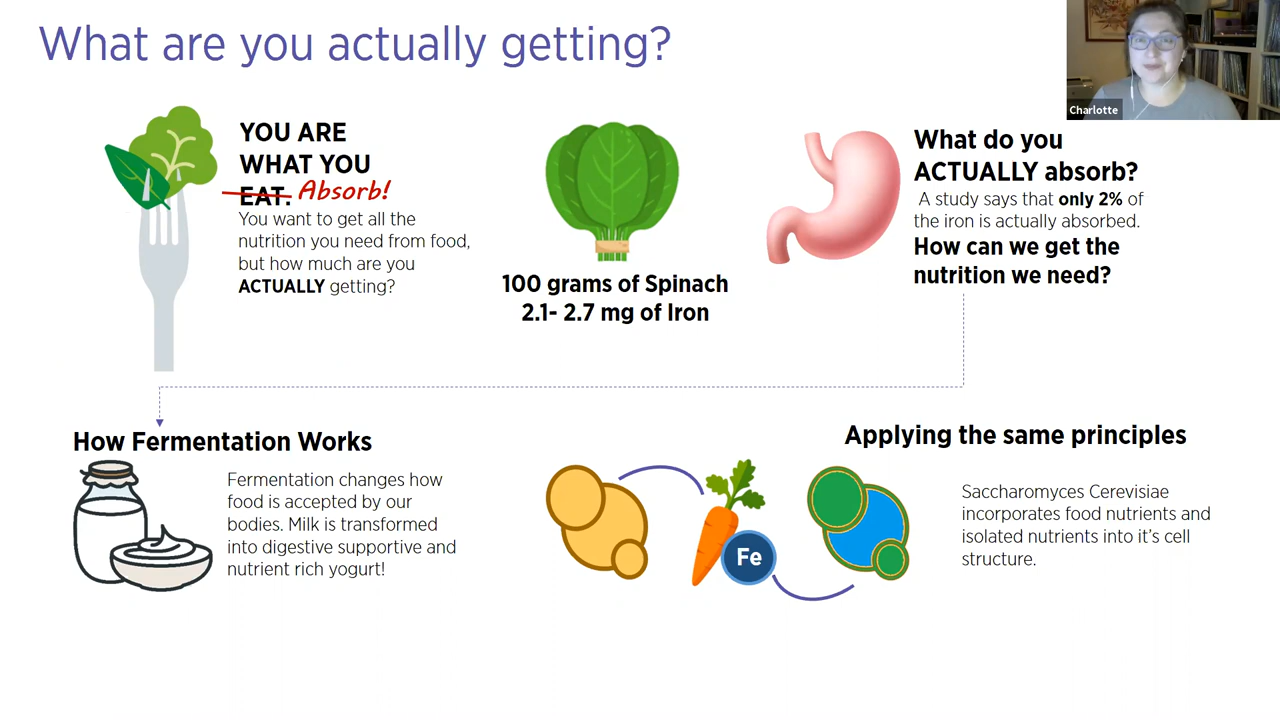 What are you actually getting?
Charlotte
YOU ARE
WHAT YOU
EAT. Absorb!
You want to get all the
nutrition you need from food,
but how much are you
ACTUALLY getting?
100 grams of Spinach
2.1- 2.7 mg of Iron
What do you
ACTUALLY absorb?
A study says that only 2% of
the iron is actually absorbed.
How can we get the
nutrition we need?
How Fermentation Works
Fermentation changes how
food is accepted by our
bodies. Milk is transformed
into digestive supportive and
nutrient rich yogurt!
Applying the same principles
Fe
Saccharomyces Cerevisiae
incorporates food nutrients and
isolated nutrients into it's cell
structure.